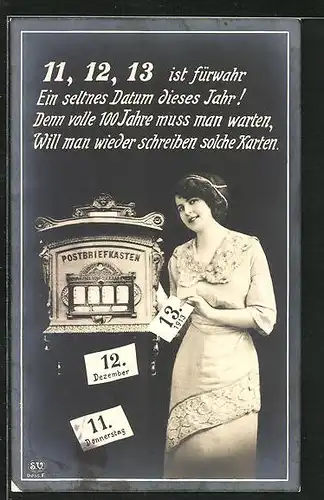 11, 12, 13 ist fürwahr
Ein seltnes Datum dieses Jahr!
Denn volle 100 Jahre muss man warten,
Will man wieder schreiben solche Karten.
POSTBRIEFKASTEN
13.
1913
12.
Dezember
11.
Donnerstag